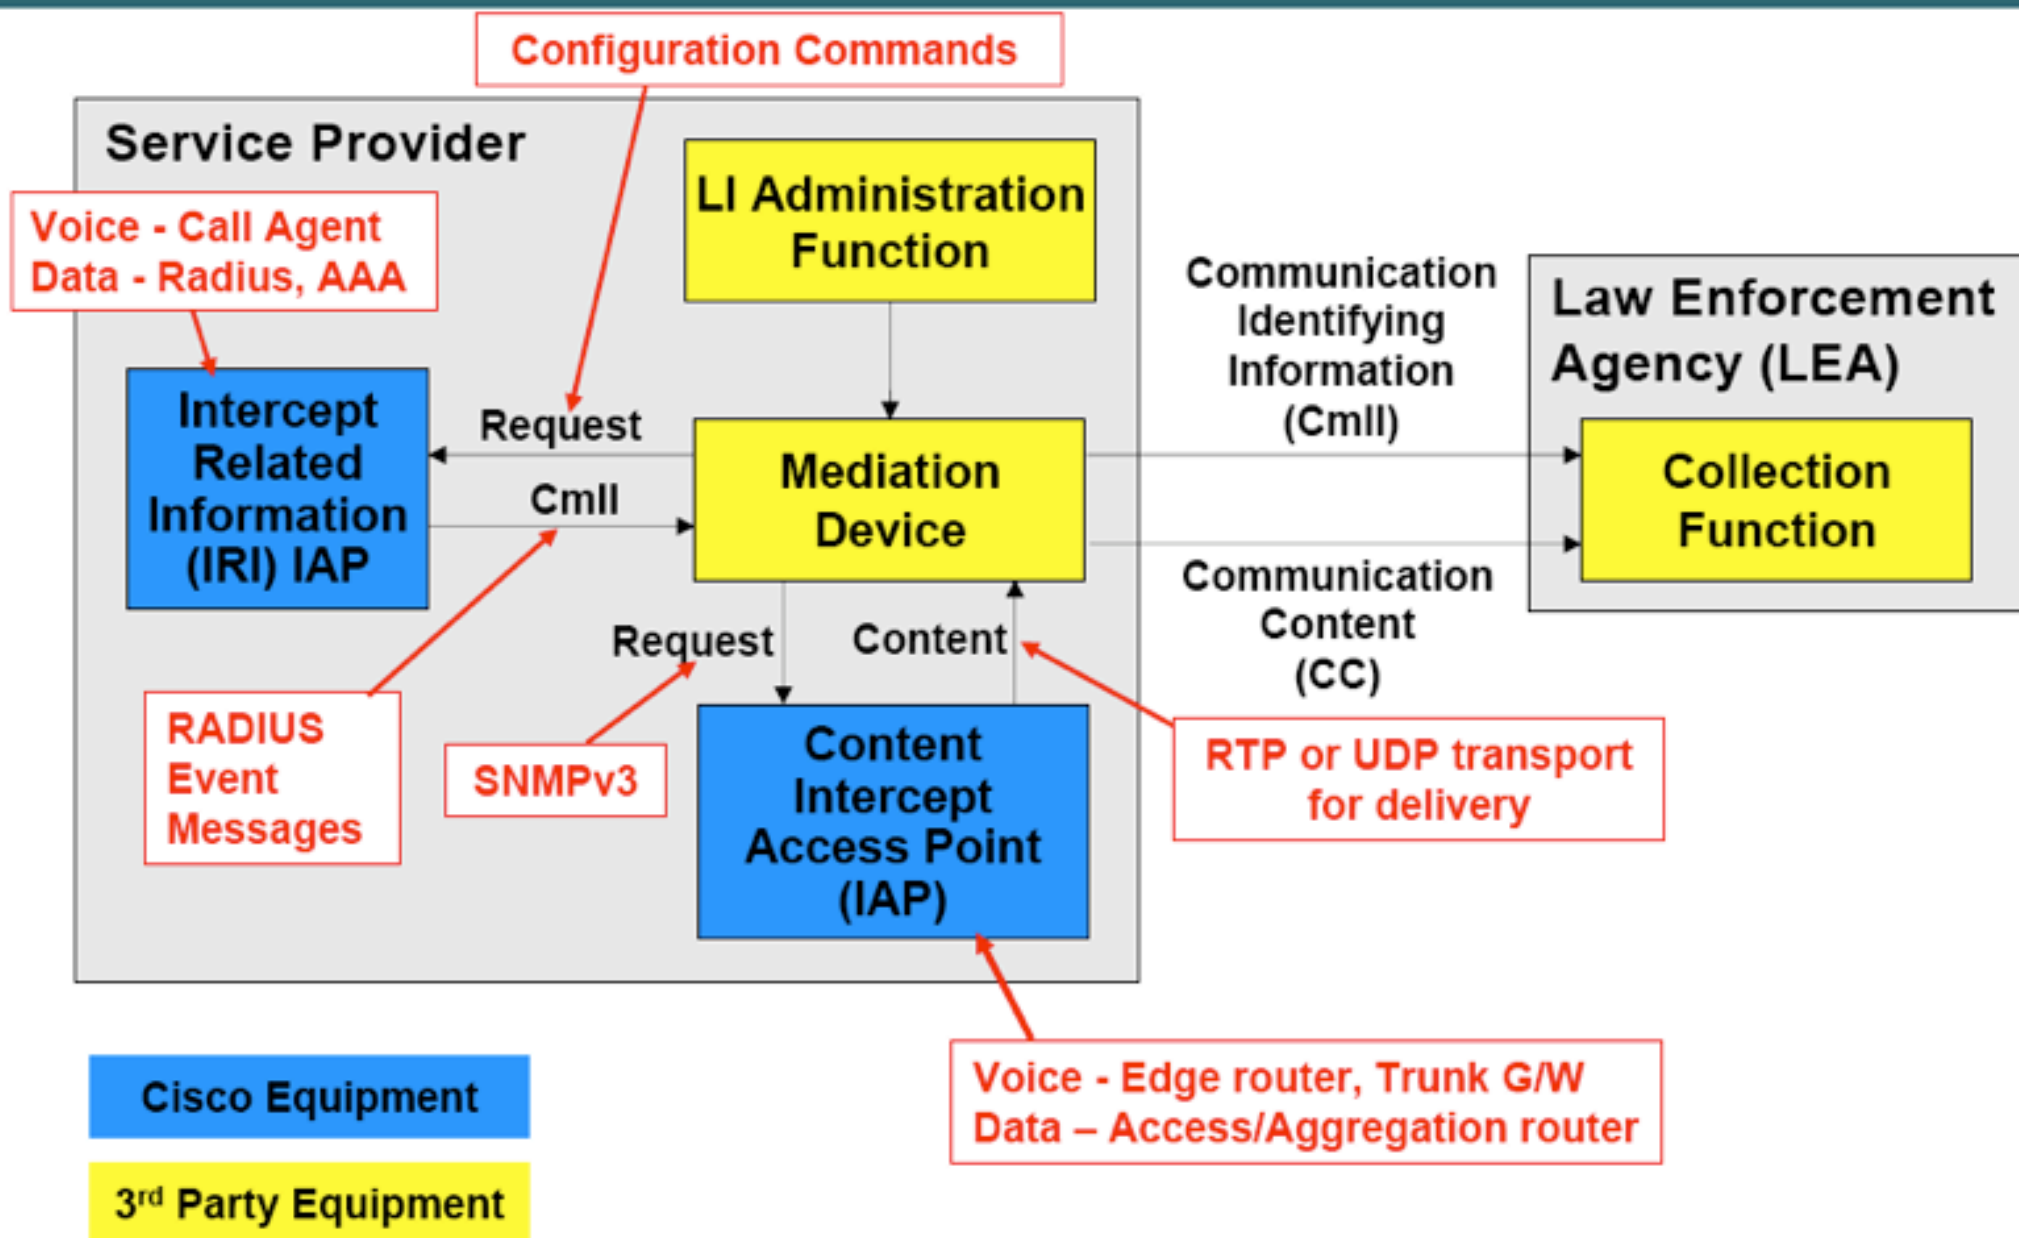 Configuration Commands
Service Provider
LI Administration
Function
Voice - Call Agent
Data - Radius, AAA
Communication
Identifying
Information
(CmII)
Law Enforcement
Agency (LEA)
Intercept
Related
Information
(IRI) IAP
Request
CmII
Mediation
Device
Collection
Function
Communication
Content
(CC)
Request
Content
RADIUS
Event
Messages
SNMPv3
Content
Intercept
Access Point
(IAP)
RTP or UDP transport
for delivery
Voice - Edge router, Trunk G/W
Data – Access/Aggregation router
Cisco Equipment
3rd Party Equipment